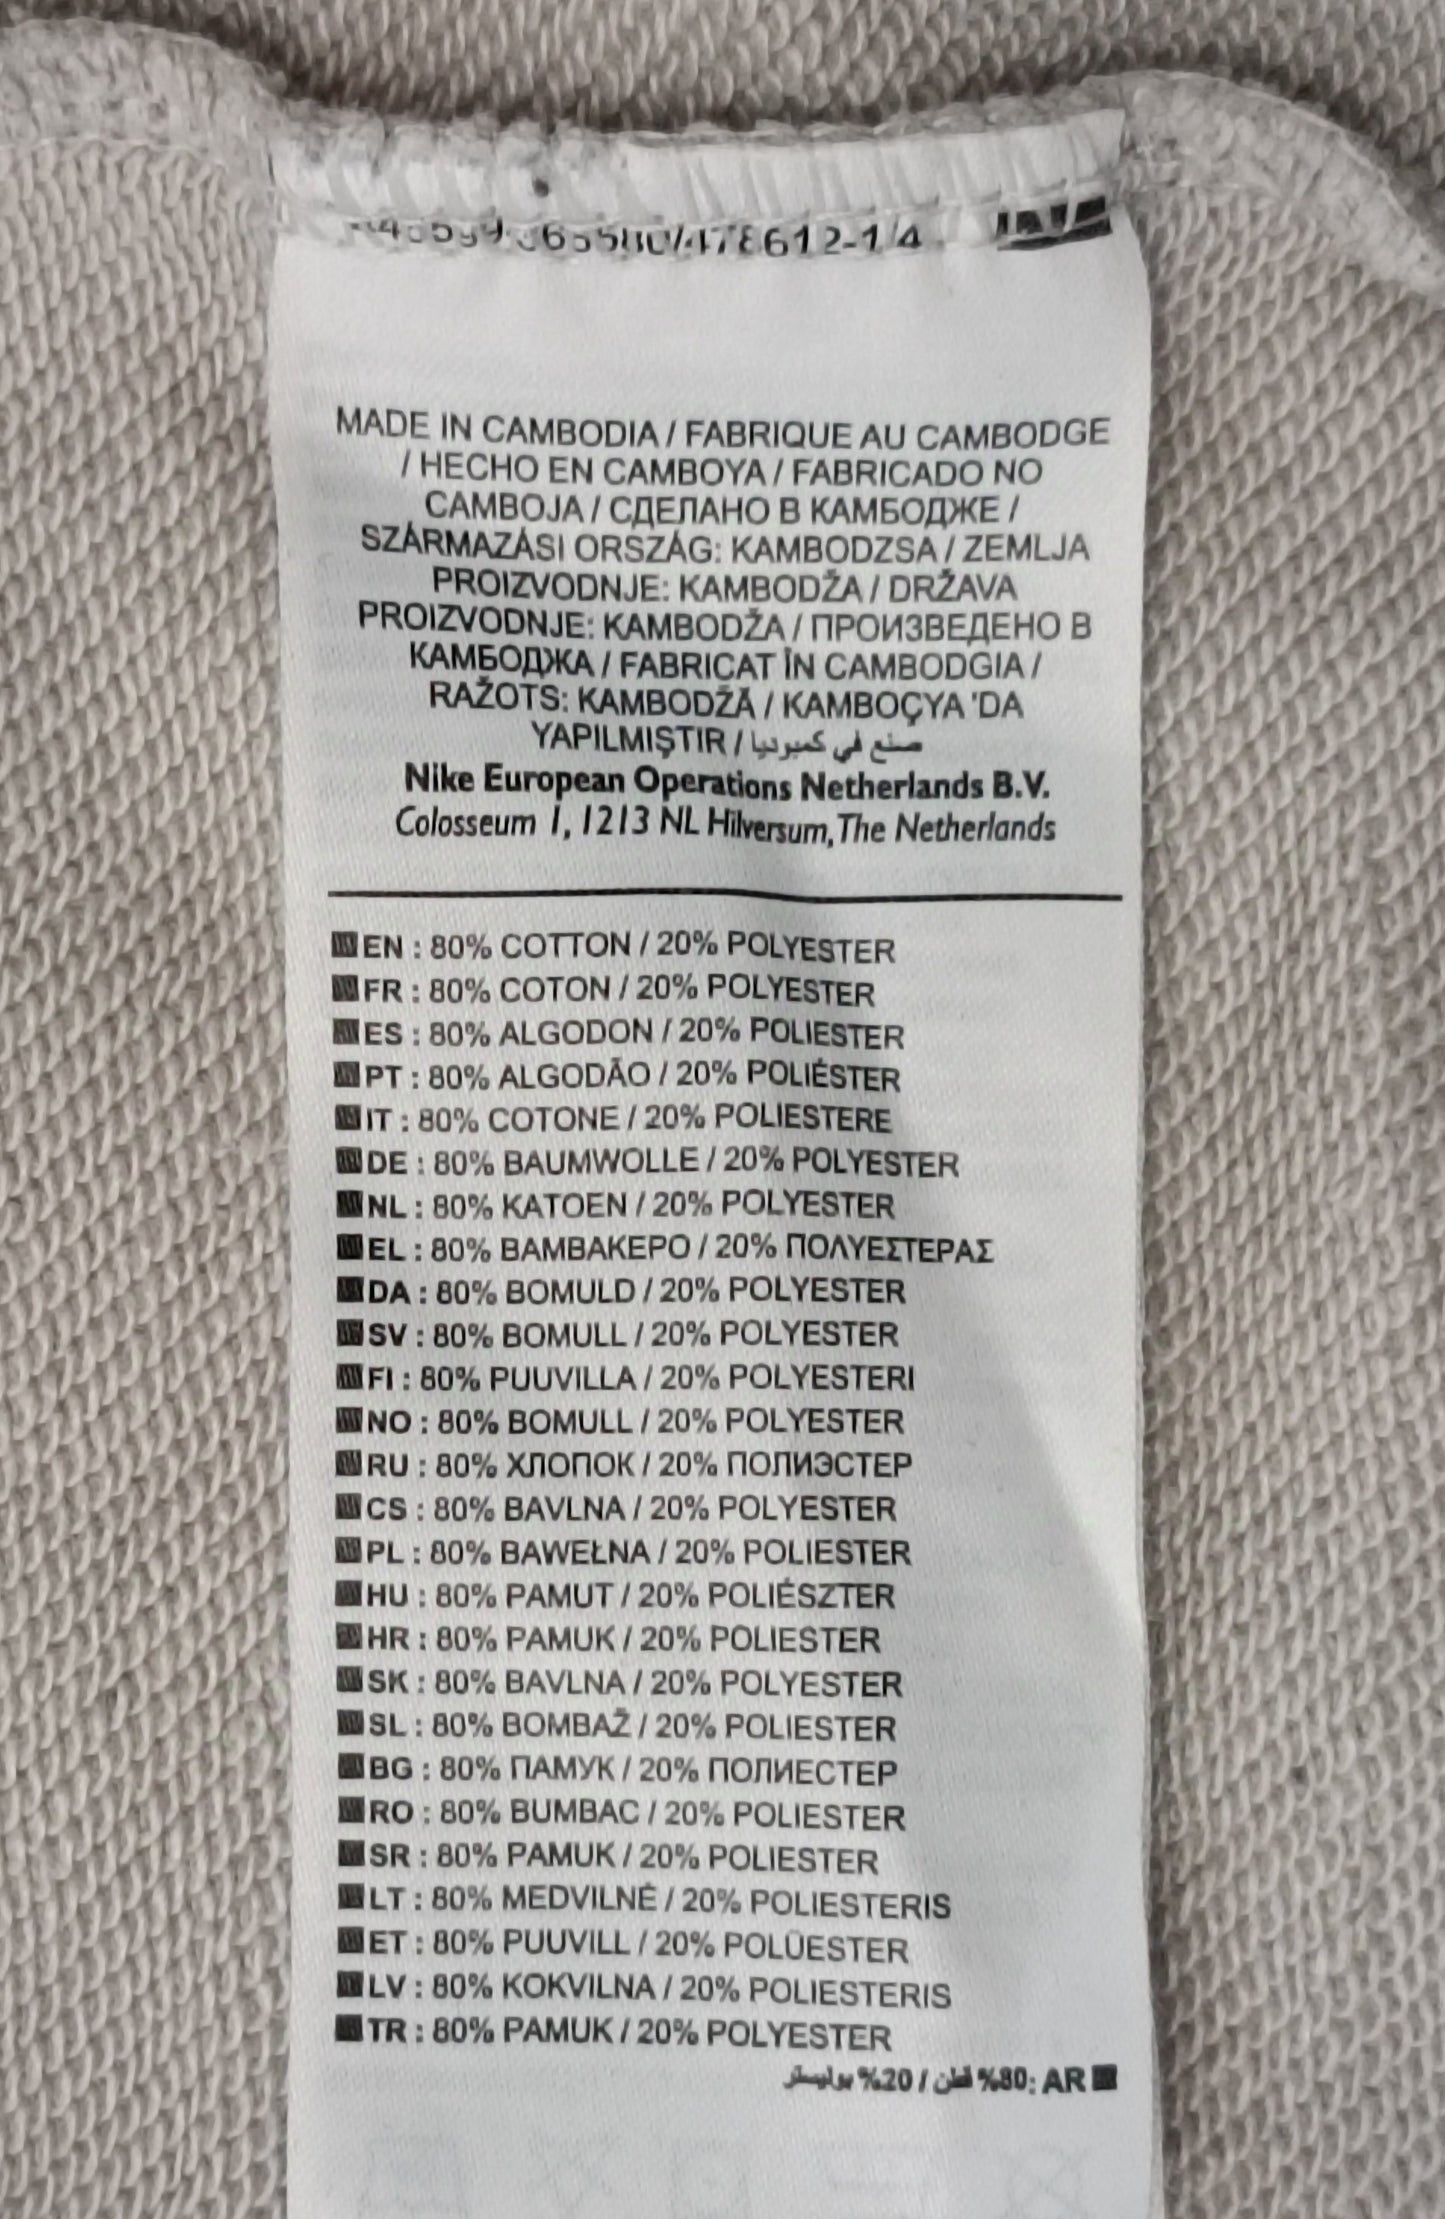 612-1/4
MADE IN CAMBODIA / FABRIQUE AU CAMBODGE
/ HECHO EN CAMBOYA / FABRICADO NO
CAMBOJA / СДЕЛАНО В КАМБОДЖЕ /
SZÁRMAZÁSI ORSZÁG: KAMBODZSA / ZEMLJA
PROIZVODNJE: KAMBODŽA / DRŽAVA
PROIZVODNJE: KAMBODŽA / ПРОИЗВЕДЕНО В
КАМБОДЖА / FABRICAT ÎN CAMBODGIA /
RAŽOTS: KAMBODŽĀ / KAMBOÇYA 'DA
YAPILMIŞTIR / صنع في كمبوديا
Nike European Operations Netherlands B.V.
Colosseum 1, 1213 NL Hilversum, The Netherlands
EN : 80% COTTON / 20% POLYESTER
FR : 80% COTON / 20% POLYESTER
ES : 80% ALGODON / 20% POLIESTER
PT : 80% ALGODÃO / 20% POLIÉSTER
IT : 80% COTONE / 20% POLIESTERE
DE : 80% BAUMWOLLE / 20% POLYESTER
NL : 80% KATOEN / 20% POLYESTER
EL : 80% ΒΑΜΒΑΚΕΡΟ / 20% ΠΟΛΥΕΣΤΕΡΑΣ
DA : 80% BOMULD / 20% POLYESTER
SV : 80% BOMULL / 20% POLYESTER
FI : 80% PUUVILLA / 20% POLYESTERI
NO : 80% BOMULL / 20% POLYESTER
RU : 80% ХЛОПОК / 20% ПОЛИЭСТЕР
CS : 80% BAVLNA / 20% POLYESTER
PL : 80% BAWEŁNA / 20% POLIESTER
HU : 80% PAMUT / 20% POLIÉSZTER
HR : 80% PAMUK / 20% POLIESTER
SK : 80% BAVLNA / 20% POLYESTER
SL : 80% BOMBAŽ / 20% POLIESTER
BG : 80% ПАМУК / 20% ПОЛИЕСТЕР
RO : 80% BUMBAC / 20% POLIESTER
SR : 80% PAMUK / 20% POLIESTER
LT : 80% MEDVILNĖ / 20% POLIESTERIS
ET : 80% PUUVILL / 20% POLÜESTER
LV : 80% KOKVILNA / 20% POLIESTERIS
TR : 80% PAMUK / 20% POLYESTER
AR :80% قطن / 20% بوليستر